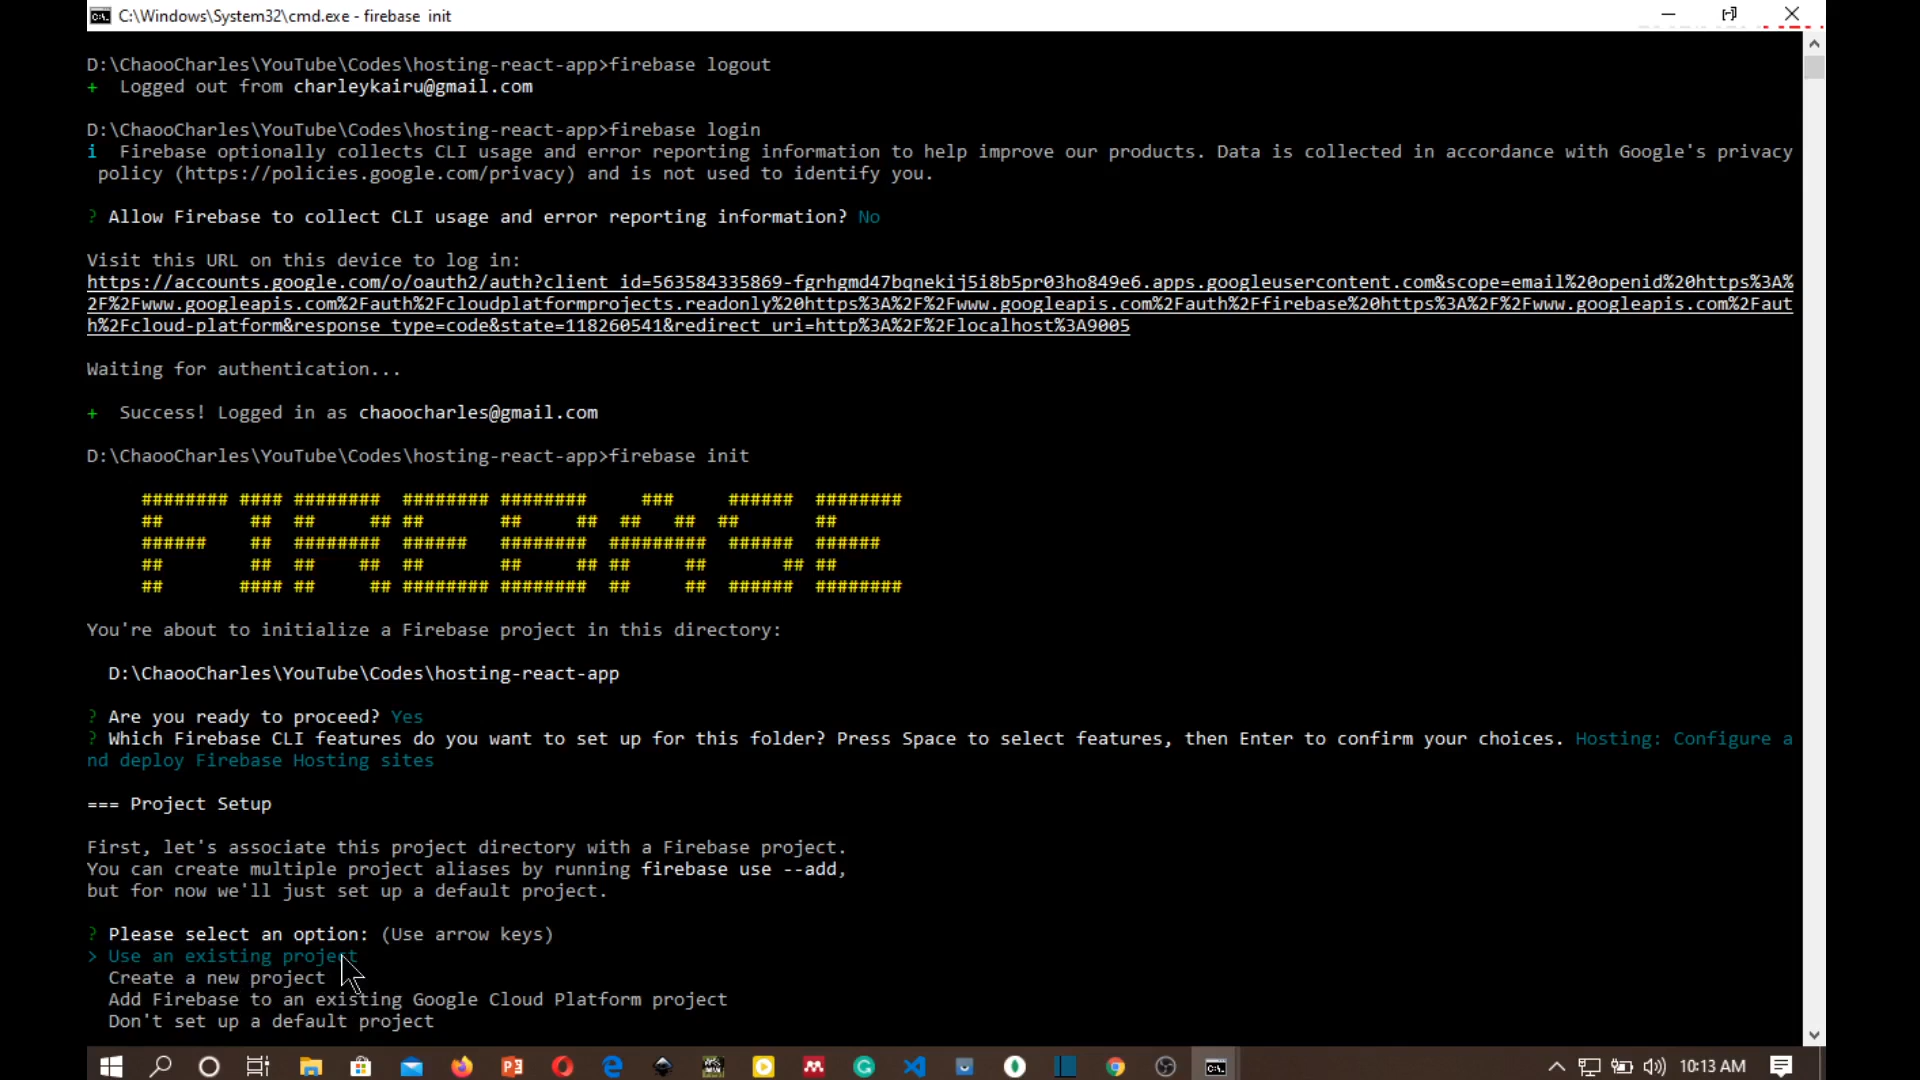 C:\Windows\System32\cmd.exe - firebase  init
D:\ChaooCharles\YouTube\Codes\hosting-react-app>firebase logout
+  Logged out from charleykairu@gmail.com
D:\ChaooCharles\YouTube\Codes\hosting-react-app>firebase login
i  Firebase optionally collects CLI usage and error reporting information to help improve our products. Data is collected in accordance with Google's privacy
policy (https://policies.google.com/privacy) and is not used to identify you.
? Allow Firebase to collect CLI usage and error reporting information? No
Visit this URL on this device to log in:
https://accounts.google.com/o/oauth2/auth?client_id=563584335869-fgrhgmd47bqnekij5i8b5pr03ho849e6.apps.googleusercontent.com&scope=email%20openid%20https%3A%
2F%2Fwww.googleapis.com%2Fauth%2Fcloudplatformprojects.readonly%20https%3A%2F%2Fwww.googleapis.com%2Fauth%2Ffirebase%20https%3A%2F%2Fwww.googleapis.com%2Faut
h%2Fcloud-platform&response_type=code&state=118260541&redirect_uri=http%3A%2F%2Flocalhost%3A9005
Waiting for authentication...
+  Success! Logged in as chaoocharles@gmail.com
D:\ChaooCharles\YouTube\Codes\hosting-react-app>firebase init
FIREBASE
You're about to initialize a Firebase project in this directory:
D:\ChaooCharles\YouTube\Codes\hosting-react-app
? Are you ready to proceed? Yes
? Which Firebase CLI features do you want to set up for this folder? Press Space to select features, then Enter to confirm your choices. Hosting: Configure a
nd deploy Firebase Hosting sites
=== Project Setup
First, let's associate this project directory with a Firebase project.
You can create multiple project aliases by running firebase use --add,
but for now we'll just set up a default project.
? Please select an option: (Use arrow keys)
> Use an existing project
Create a new project
Add Firebase to an existing Google Cloud Platform project
Don't set up a default project
10:13 AM